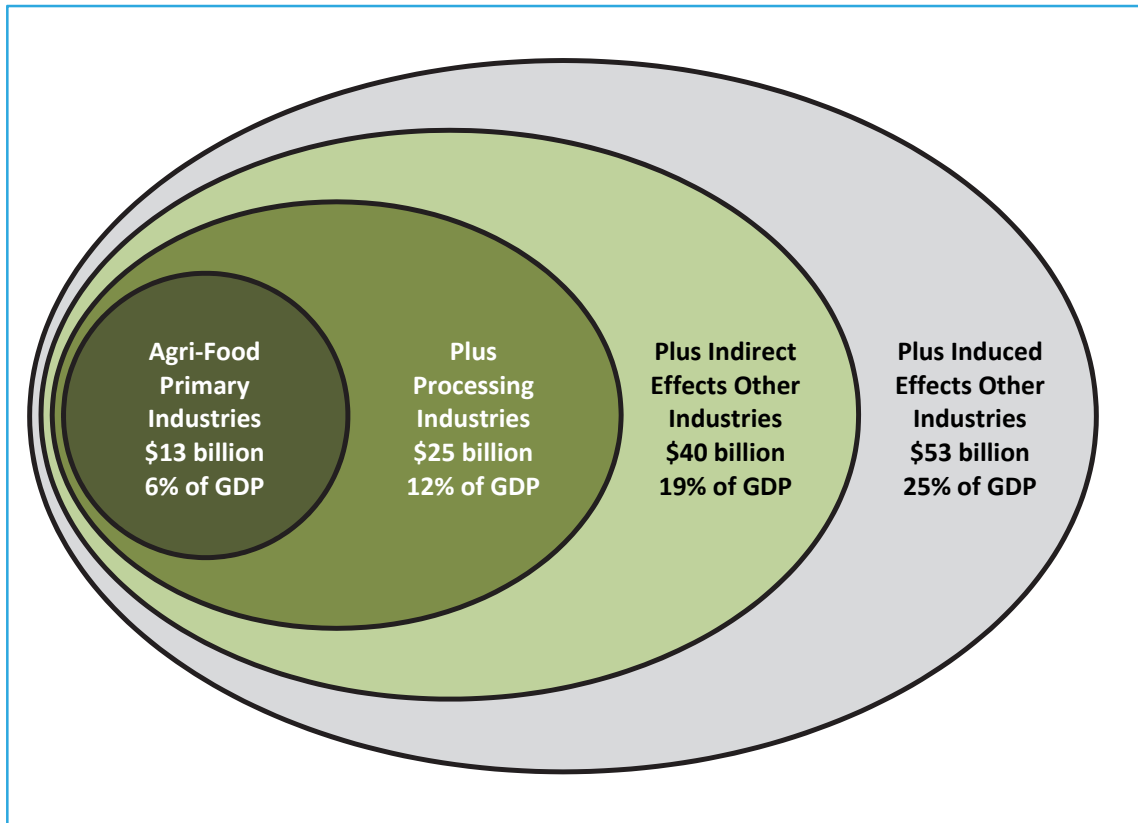 Agri-Food
Primary
Industries
$13 billion
6% of GDP
Plus
Processing
Industries
$25 billion
12% of GDP
Plus Indirect
Effects Other
Industries
$40 billion
19% of GDP
Plus Induced
Effects Other
Industries
$53 billion
25% of GDP